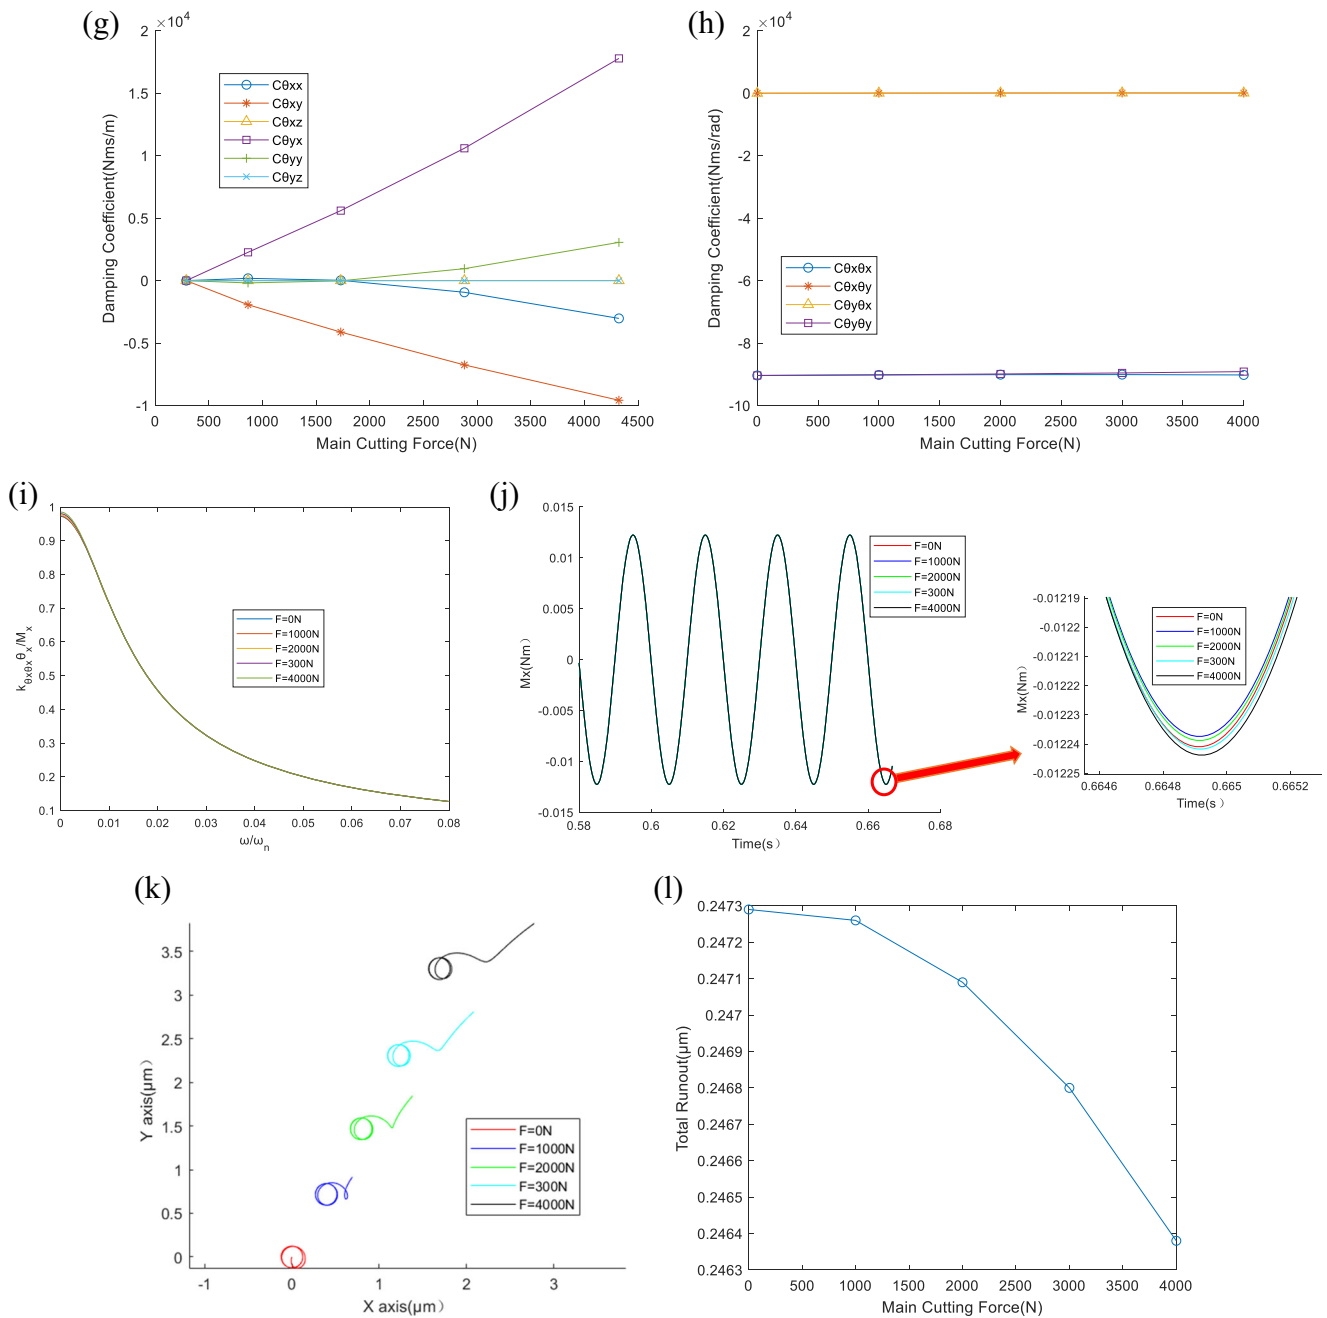 (g)
×10⁴
2
1.5
1
0.5
0
-0.5
-1
0 500 1000 1500 2000 2500 3000 3500 4000 4500
Damping Coefficient(Nms/m)
Main Cutting Force(N)
Cθxx
Cθxy
Cθxz
Cθyx
Cθyy
Cθyz
(h)
×10⁴
2
0
-2
-4
-6
-8
-10
0 500 1000 1500 2000 2500 3000 3500 4000
Damping Coefficient(Nms/rad)
Main Cutting Force(N)
Cθxθx
Cθxθy
Cθyθx
Cθyθy
(i)
1
0.9
0.8
0.7
0.6
0.5
0.4
0.3
0.2
0.1
0 0.01 0.02 0.03 0.04 0.05 0.06 0.07 0.08
kθxθxθx/Mx
ω/ωn
F=0N
F=1000N
F=2000N
F=300N
F=4000N
(j)
0.015
0.01
0.005
0
-0.005
-0.01
-0.015
0.58 0.6 0.62 0.64 0.66 0.68
Mx(Nm)
Time(s)
F=0N
F=1000N
F=2000N
F=300N
F=4000N
-0.01219
-0.0122
-0.01221
-0.01222
-0.01223
-0.01224
-0.01225
0.6646 0.6648 0.665 0.6652
Mx(Nm)
Time(s)
F=0N
F=1000N
F=2000N
F=300N
F=4000N
(k)
3.5
3
2.5
2
1.5
1
0.5
0
-1 0 1 2 3
Y axis(μm)
X axis(μm)
F=0N
F=1000N
F=2000N
F=300N
F=4000N
(l)
0.2473
0.2472
0.2471
0.247
0.2469
0.2468
0.2467
0.2466
0.2465
0.2464
0.2463
0 500 1000 1500 2000 2500 3000 3500 4000
Total Runout(μm)
Main Cutting Force(N)